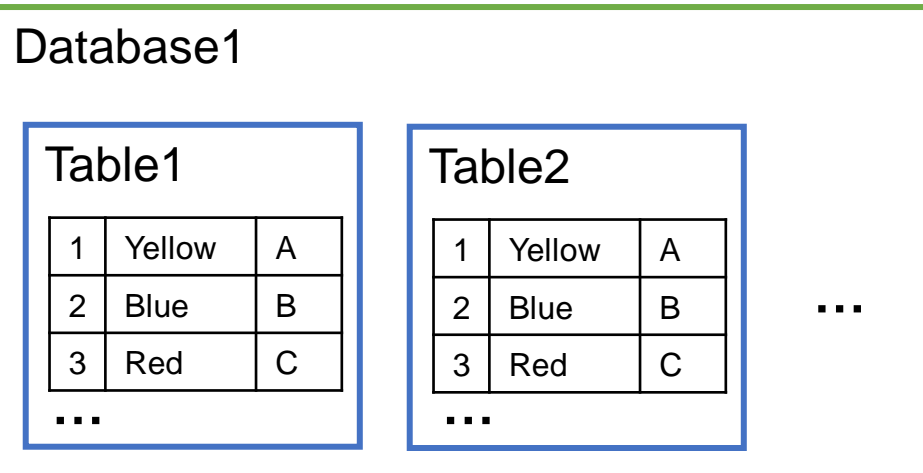 Database1
Table1
1 Yellow A
2 Blue B
3 Red C
...
Table2
1 Yellow A
2 Blue B
3 Red C
...
...